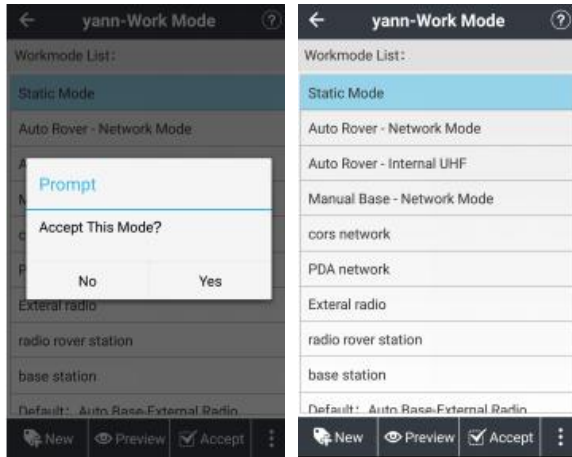 yann-Work Mode
Workmode List:
Static Mode
Auto Rover - Network Mode
A
Prompt
Accept This Mode?
No
Yes
Exteral radio
radio rover station
base station
Default: Auto Base-External Radio
New
Preview
Accept
yann-Work Mode
Workmode List:
Static Mode
Auto Rover - Network Mode
Auto Rover - Internal UHF
Manual Base - Network Mode
cors network
PDA network
Exteral radio
radio rover station
base station
Default: Auto Base-External Radio
New
Preview
Accept